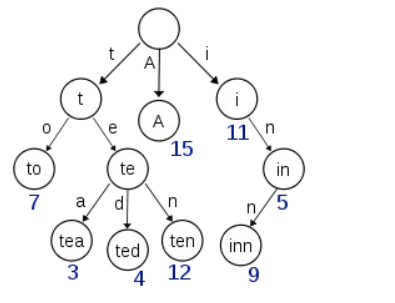 t A i
t A i
15 11
o e n
to te in
7 5
a d n n
tea ted ten inn
3 4 12 9